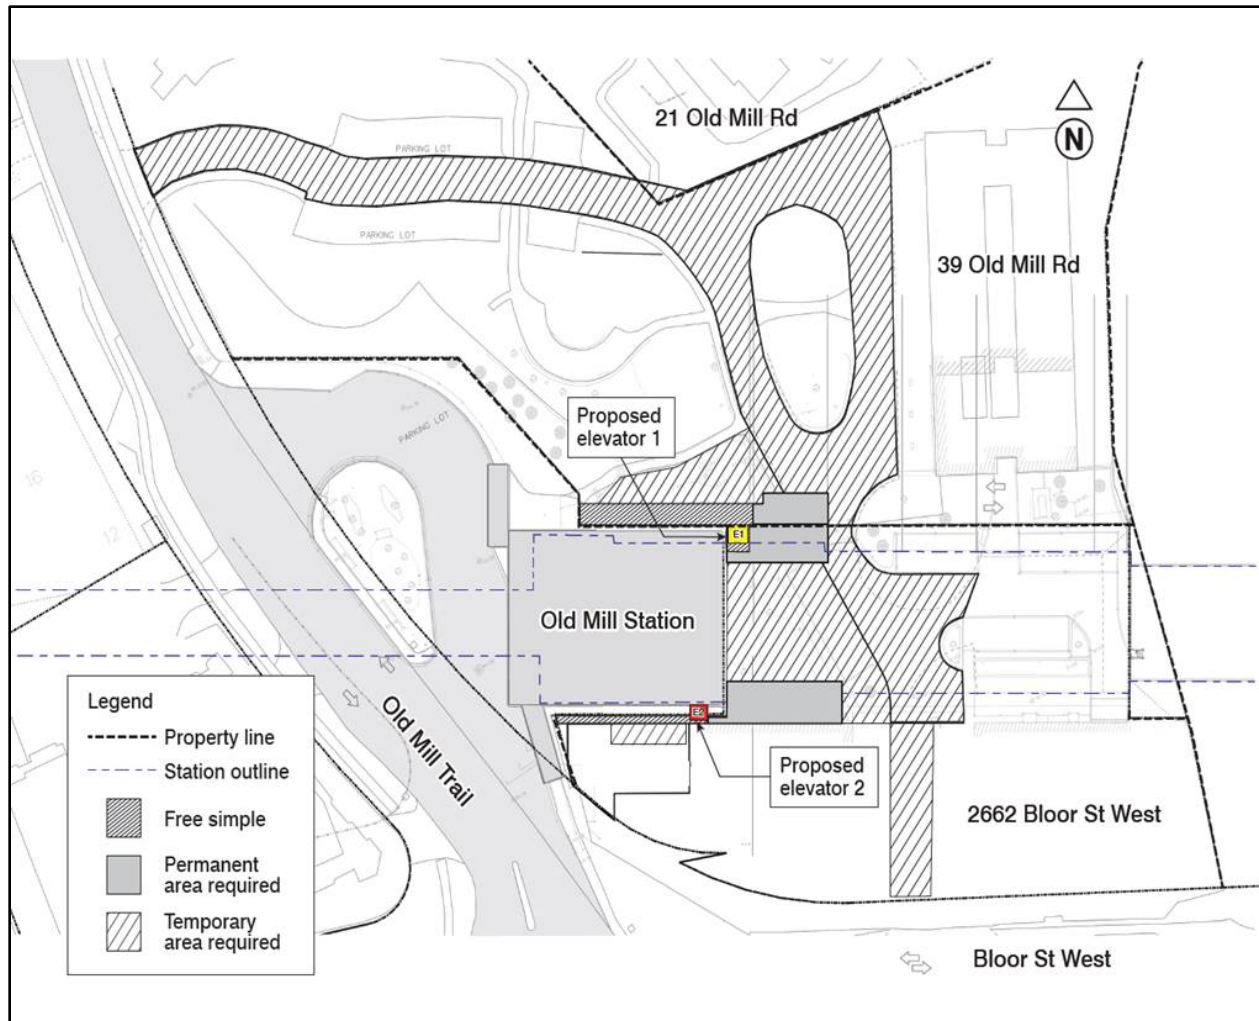 21 Old Mill Rd
N
PARKING LOT
PARKING LOT
39 Old Mill Rd
PARKING LOT
Proposed
elevator 1
E1
16
12
Old Mill Station
E2
Old Mill Trail
Proposed
elevator 2
2662 Bloor St West
Legend
Property line
Station outline
Free simple
Permanent
area required
Temporary
area required
Bloor St West